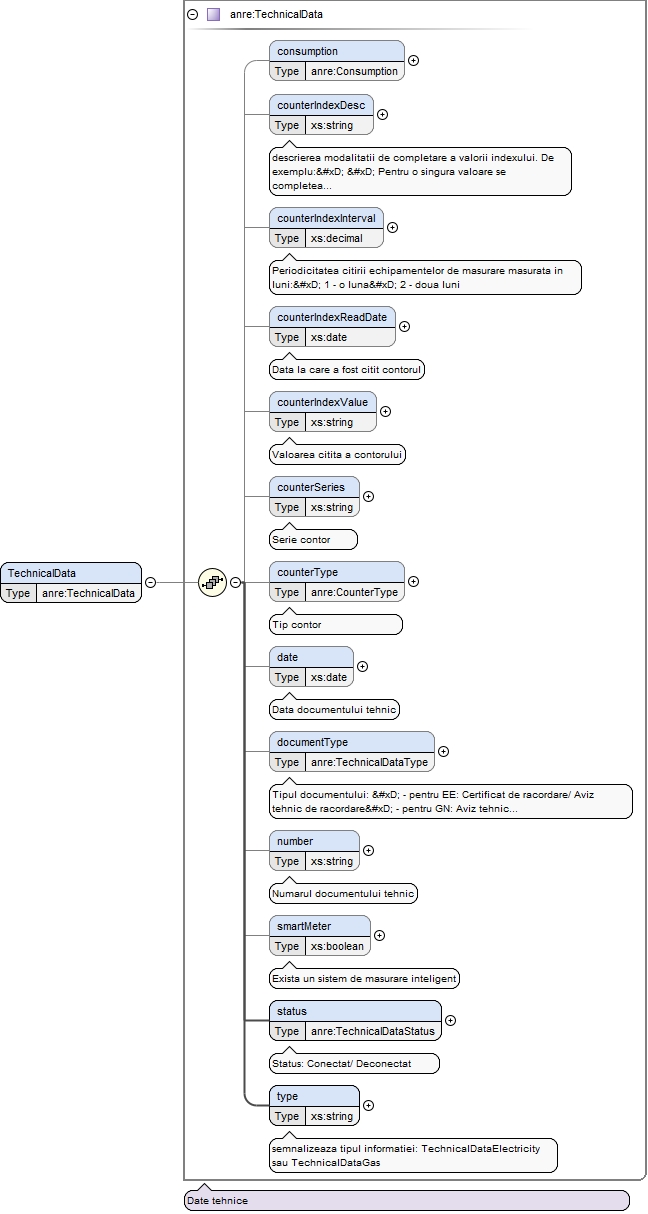 anre:TechnicalData
consumption
Type anre:Consumption
counterIndexDesc
Type xs:string
descrierea modalitatii de completare a valorii indexului. De
exemplu:&#xD; &#xD; Pentru o singura valoare se
completea...
counterIndexInterval
Type xs:decimal
Periodicitatea citirii echipamentelor de masurare masurata in
luni:&#xD; 1 - o luna&#xD; 2 - doua luni
counterIndexReadDate
Type xs:date
Data la care a fost citit contorul
counterIndexValue
Type xs:string
Valoarea citita a contorului
counterSeries
Type xs:string
Serie contor
TechnicalData
Type anre:TechnicalData
counterType
Type anre:CounterType
Tip contor
date
Type xs:date
Data documentului tehnic
documentType
Type anre:TechnicalDataType
Tipul documentului: &#xD; - pentru EE: Certificat de racordare/ Aviz
tehnic de racordare&#xD; - pentru GN: Aviz tehnic...
number
Type xs:string
Numarul documentului tehnic
smartMeter
Type xs:boolean
Exista un sistem de masurare inteligent
status
Type anre:TechnicalDataStatus
Status: Conectat/ Deconectat
type
Type xs:string
semnalizeaza tipul informatiei: TechnicalDataElectricity
sau TechnicalDataGas
Date tehnice